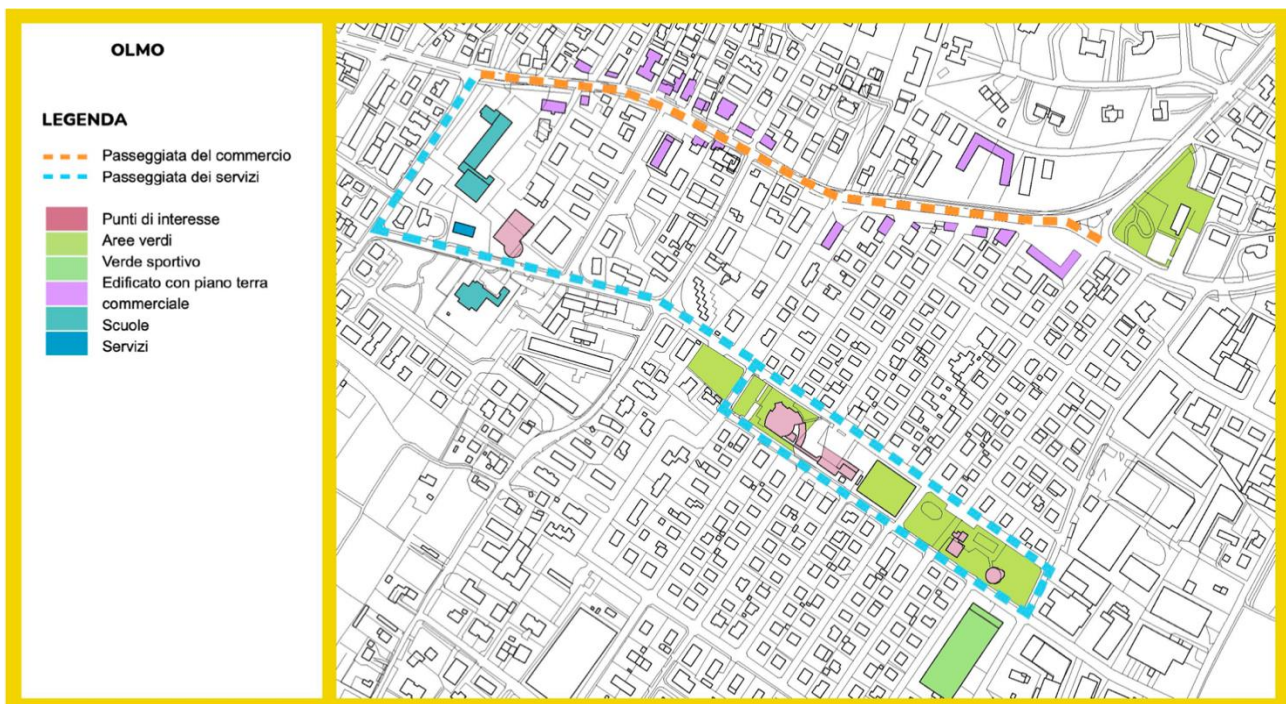 OLMO
LEGENDA
Passeggiata del commercio
Passeggiata dei servizi
Punti di interesse
Aree verdi
Verde sportivo
Edificato con piano terra
commerciale
Scuole
Servizi